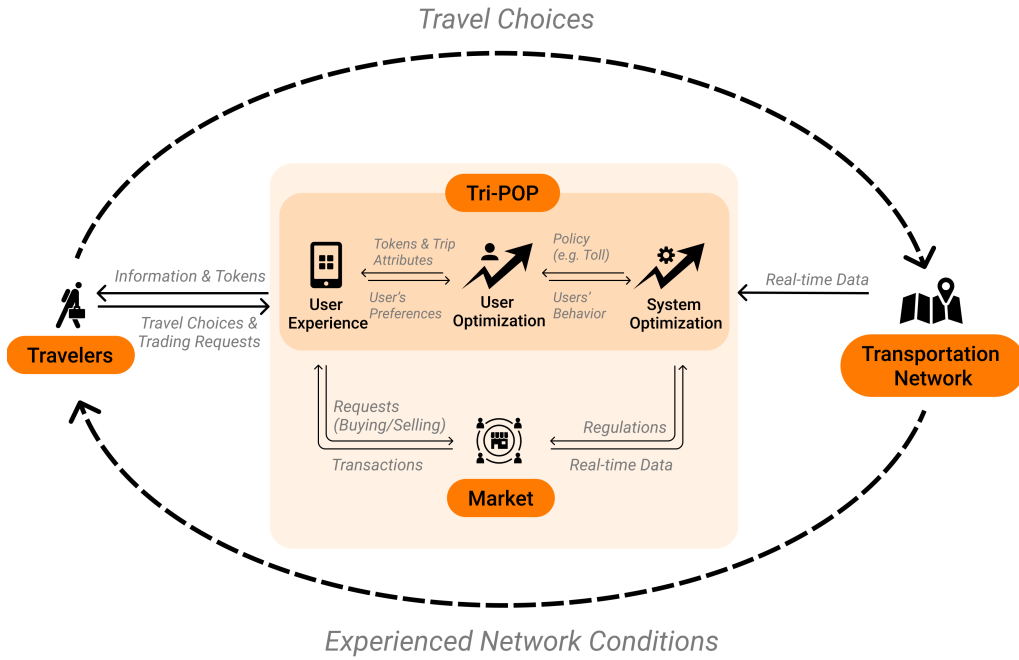 Travel Choices
Tri-POP
Tokens & Trip
Attributes
Policy
(e.g. Toll)
User's
Preferences
Users'
Behavior
User
Experience
User
Optimization
System
Optimization
Information & Tokens
Travel Choices &
Trading Requests
Real-time Data
Travelers
Transportation
Network
Requests
(Buying/Selling)
Transactions
Regulations
Real-time Data
Market
Experienced Network Conditions